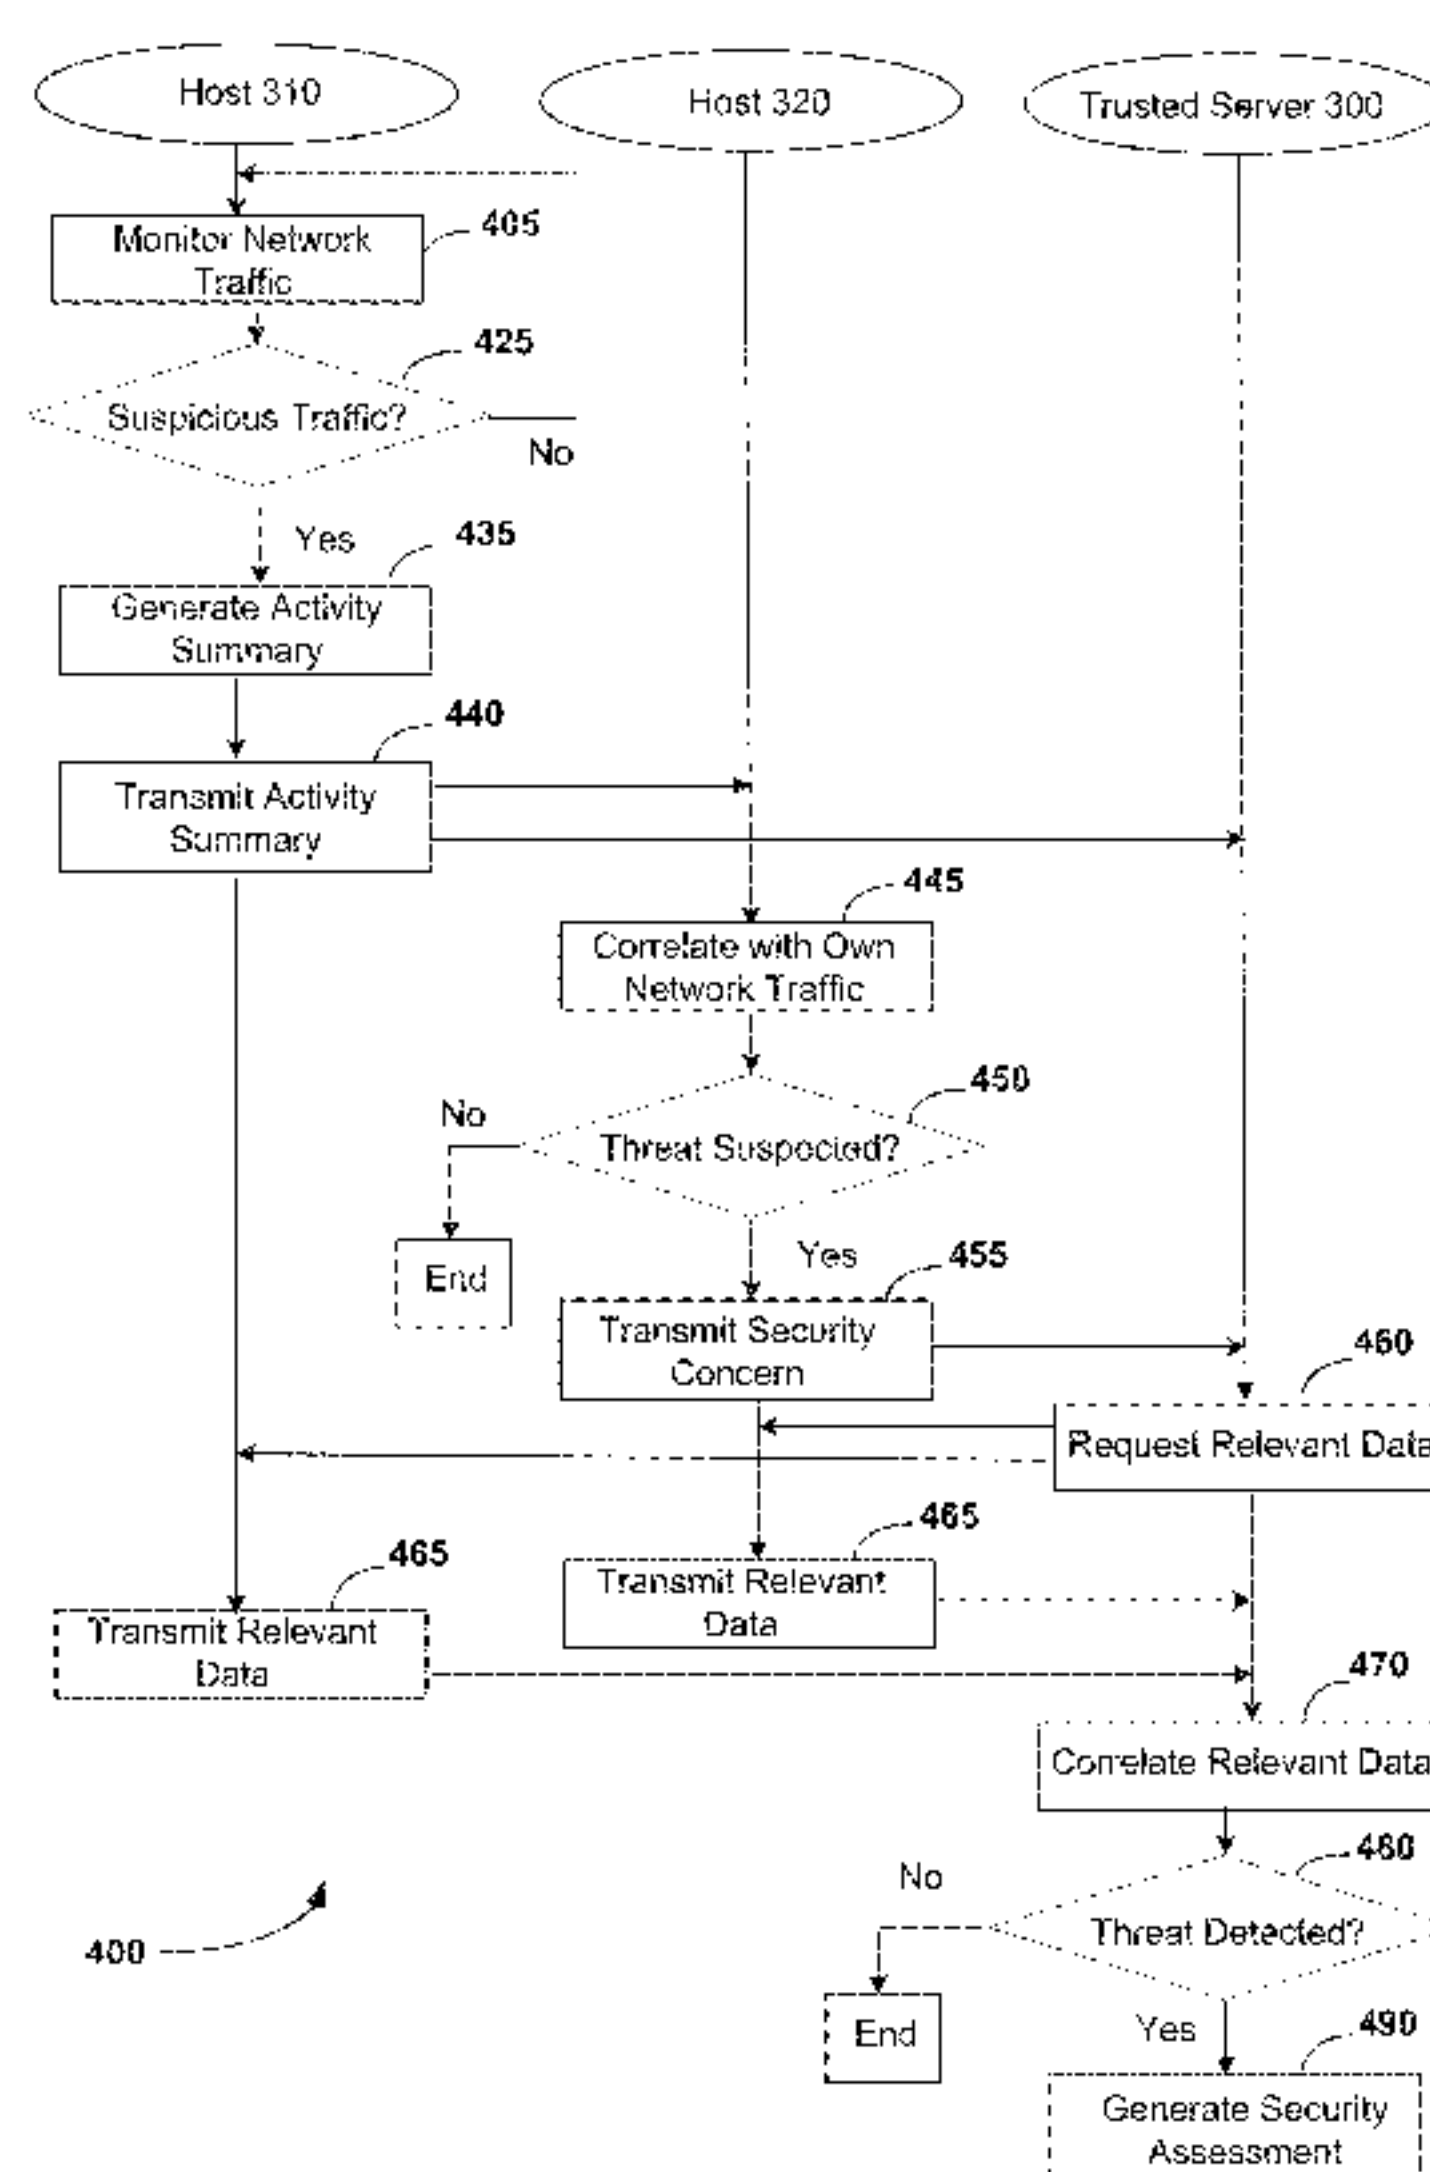 Host 310
Host 320
Trusted Server 300
405
Monitor Network
Traffic
425
Suspicious Traffic?
No
Yes
435
Generate Activity
Summary
440
Transmit Activity
Summary
445
Correlate with Own
Network Traffic
450
No
Threat Suspected?
Yes
455
End
Transmit Security
Concern
460
Request Relevant Data
465
Transmit Relevant
Data
465
Transmit Relevant
Data
470
Correlate Relevant Data
480
No
Threat Detected?
400
End
Yes
490
Generate Security
Assessment